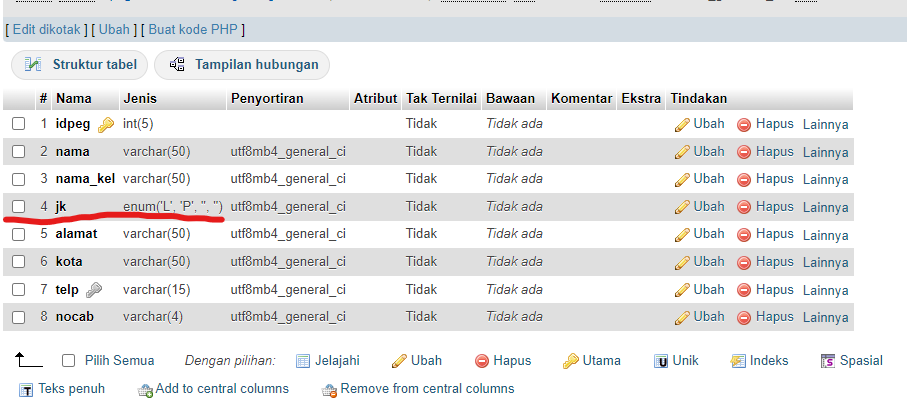 [ Edit dikotak ] [ Ubah ] [ Buat kode PHP ]
Struktur tabel Tampilan hubungan
# Nama Jenis Penyortiran Atribut Tak Ternilai Bawaan Komentar Ekstra Tindakan
1 idpeg int(5) Tidak Tidak ada Ubah Hapus Lainnya
2 nama varchar(50) utf8mb4_general_ci Tidak Tidak ada Ubah Hapus Lainnya
3 nama_kel varchar(50) utf8mb4_general_ci Tidak Tidak ada Ubah Hapus Lainnya
4 jk enum('L', 'P', '', '') utf8mb4_general_ci Tidak Tidak ada Ubah Hapus Lainnya
5 alamat varchar(50) utf8mb4_general_ci Tidak Tidak ada Ubah Hapus Lainnya
6 kota varchar(50) utf8mb4_general_ci Tidak Tidak ada Ubah Hapus Lainnya
7 telp varchar(15) utf8mb4_general_ci Tidak Tidak ada Ubah Hapus Lainnya
8 nocab varchar(4) utf8mb4_general_ci Tidak Tidak ada Ubah Hapus Lainnya
Pilih Semua Dengan pilihan: Jelajahi Ubah Hapus Utama Unik Indeks Spasial
Teks penuh Add to central columns Remove from central columns